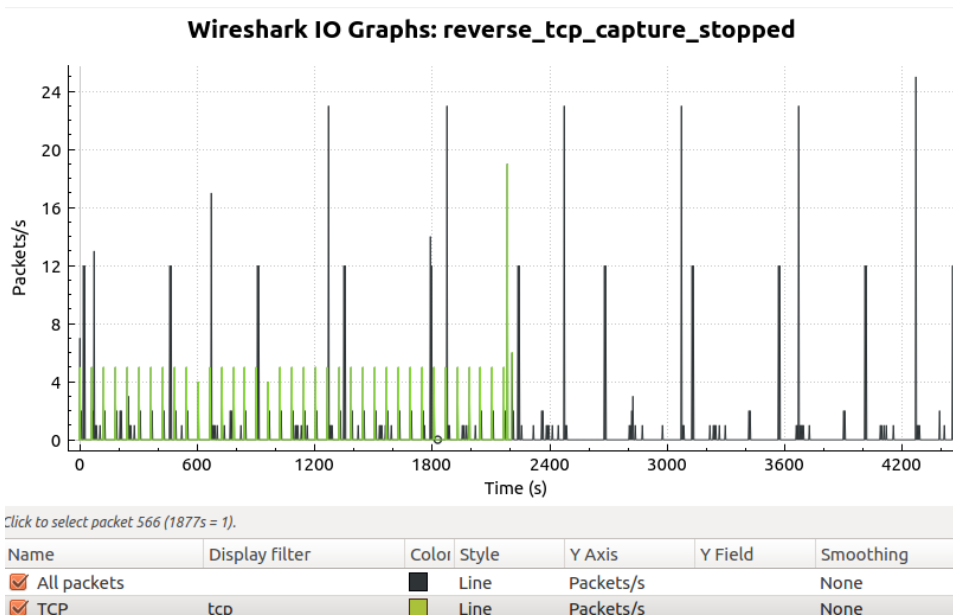 Wireshark IO Graphs: reverse_tcp_capture_stopped
24
20
16
12
8
4
0
Packets/s
0 600 1200 1800 2400 3000 3600 4200
Time (s)
Click to select packet 566 (1877s = 1).
Name Display filter Color Style Y Axis Y Field Smoothing
All packets Line Packets/s None
TCP tcp Line Packets/s None